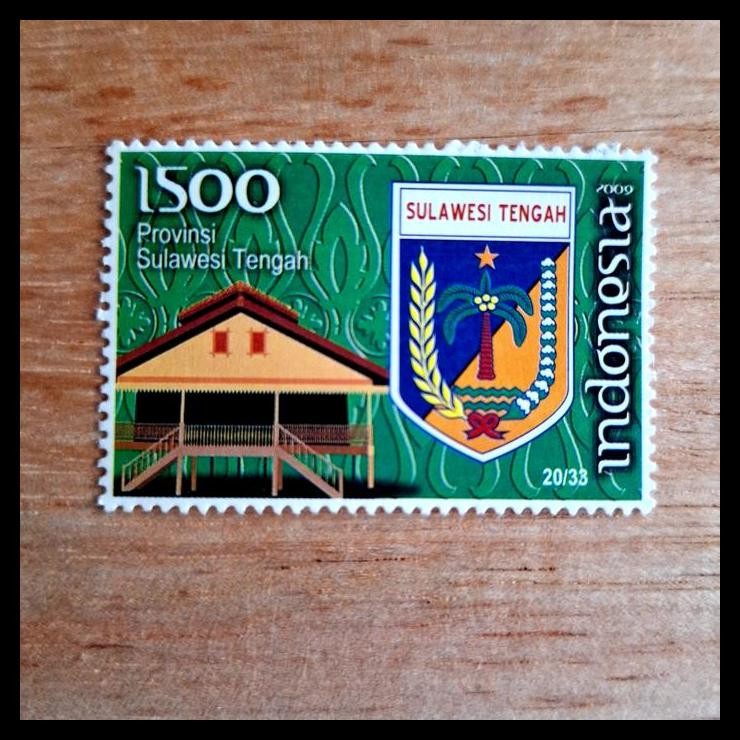 1500
Provinsi
Sulawesi Tengah
SULAWESI TENGAH
2009
indonesia
20/33